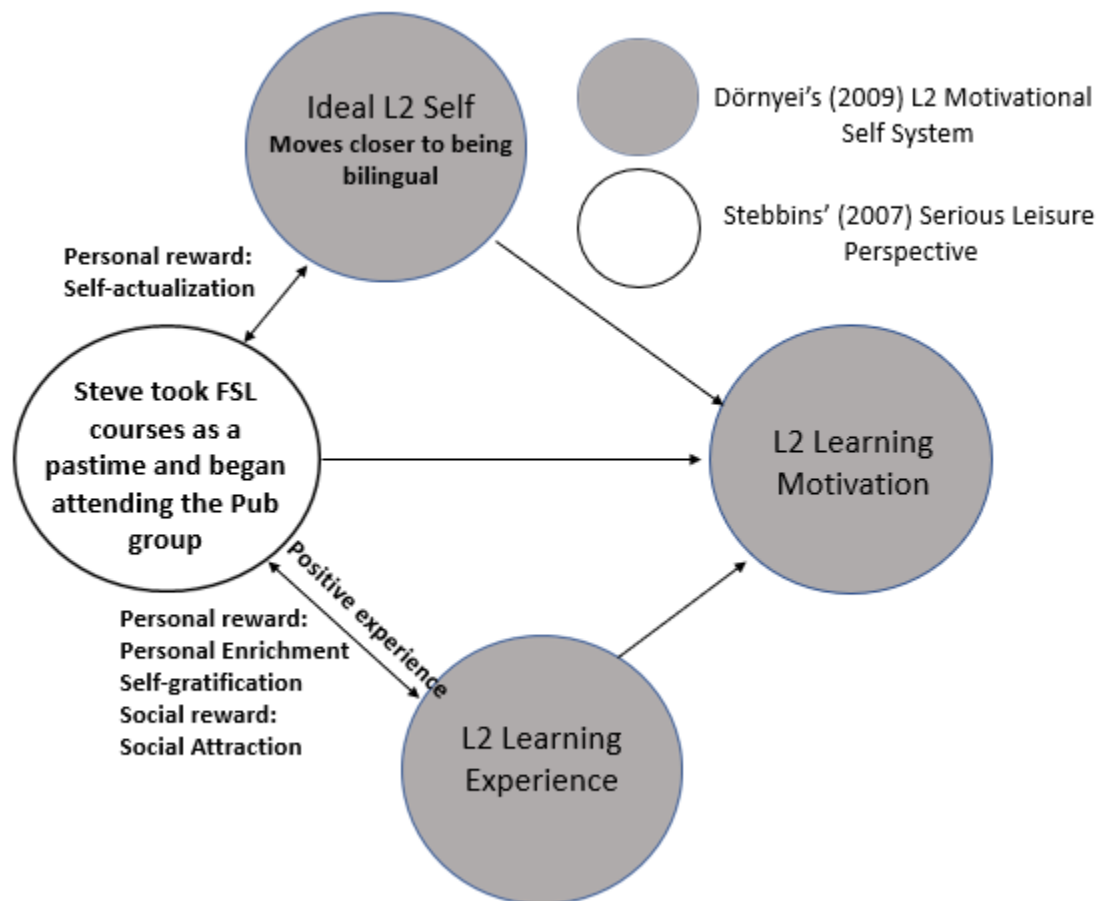 Ideal L2 Self
Moves closer to being
bilingual
Dörnyei’s (2009) L2 Motivational
Self System
Stebbins’ (2007) Serious Leisure
Perspective
Personal reward:
Self-actualization
Steve took FSL
courses as a
pastime and began
attending the Pub
group
L2 Learning
Motivation
Positive experience
Personal reward:
Personal Enrichment
Self-gratification
Social reward:
Social Attraction
L2 Learning
Experience